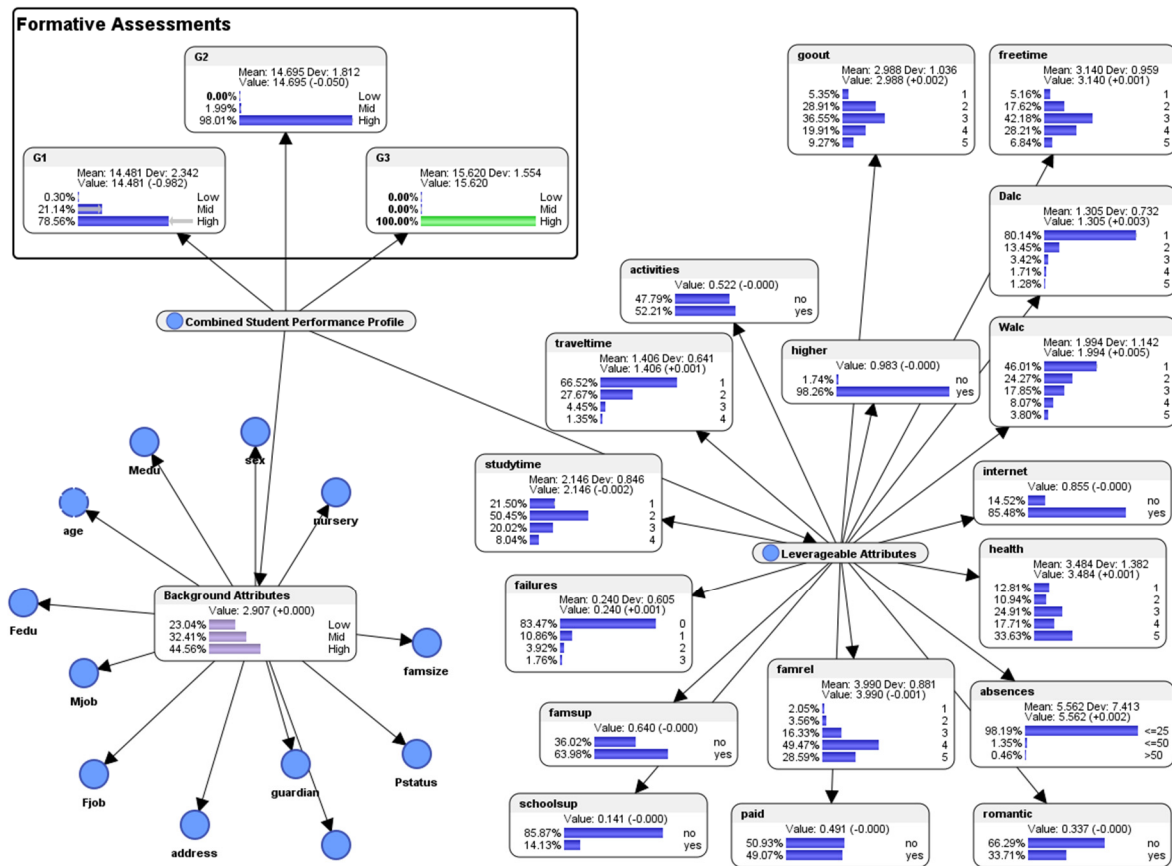 Formative Assessments
G2
Mean: 14.695 Dev: 1.812
Value: 14.695 (-0.050)
0.00% Low
1.99% Mid
98.01% High
G1
Mean: 14.481 Dev: 2.342
Value: 14.481 (-0.982)
0.30% Low
21.14% Mid
78.56% High
G3
Mean: 15.620 Dev: 1.554
Value: 15.620
0.00% Low
0.00% Mid
100.00% High
Combined Student Performance Profile
goout
Mean: 2.988 Dev: 1.036
Value: 2.988 (+0.002)
5.35% 1
28.91% 2
36.55% 3
19.91% 4
9.27% 5
freetime
Mean: 3.140 Dev: 0.959
Value: 3.140 (+0.001)
5.16% 1
17.62% 2
42.18% 3
28.21% 4
6.84% 5
Dalc
Mean: 1.305 Dev: 0.732
Value: 1.305 (+0.003)
80.14% 1
13.45% 2
3.42% 3
1.71% 4
1.28% 5
activities
Value: 0.522 (-0.000)
47.79% no
52.21% yes
traveltime
Mean: 1.406 Dev: 0.641
Value: 1.406 (+0.001)
66.52% 1
27.67% 2
4.45% 3
1.35% 4
higher
Value: 0.983 (-0.000)
1.74% no
98.26% yes
Walc
Mean: 1.994 Dev: 1.142
Value: 1.994 (+0.005)
46.01% 1
24.27% 2
17.85% 3
8.07% 4
3.80% 5
studytime
Mean: 2.146 Dev: 0.846
Value: 2.146 (-0.002)
21.50% 1
50.45% 2
20.02% 3
8.04% 4
internet
Value: 0.855 (-0.000)
14.52% no
85.48% yes
Leverageable Attributes
health
Mean: 3.484 Dev: 1.382
Value: 3.484 (+0.001)
12.81% 1
10.94% 2
24.91% 3
17.71% 4
33.63% 5
failures
Mean: 0.240 Dev: 0.605
Value: 0.240 (+0.001)
83.47% 0
10.86% 1
3.92% 2
1.76% 3
famrel
Mean: 3.990 Dev: 0.881
Value: 3.990 (-0.001)
2.05% 1
3.56% 2
16.33% 3
49.47% 4
28.59% 5
absences
Mean: 5.562 Dev: 7.413
Value: 5.562 (+0.002)
98.19% <=25
1.35% <=50
0.46% >50
famsup
Value: 0.640 (-0.000)
36.02% no
63.98% yes
schoolsup
Value: 0.141 (-0.000)
85.87% no
14.13% yes
paid
Value: 0.491 (-0.000)
50.93% no
49.07% yes
romantic
Value: 0.337 (-0.000)
66.29% no
33.71% yes
Medu
sex
age
nursery
Background Attributes
Value: 2.907 (+0.000)
23.04% Low
32.41% Mid
44.56% High
Fedu
famsize
Mjob
Fjob
guardian
Pstatus
address